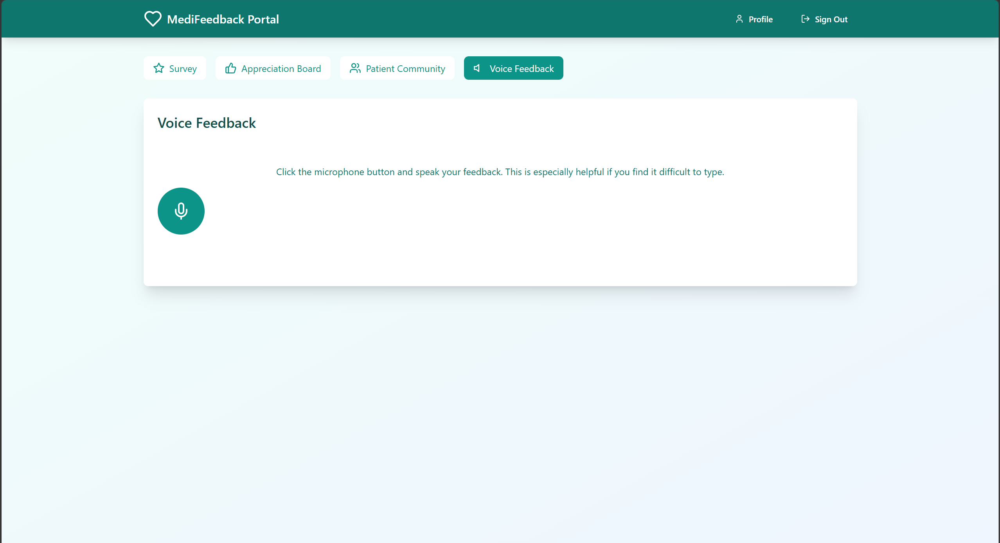 MediFeedback Portal
Profile
Sign Out
Survey
Appreciation Board
Patient Community
Voice Feedback
Voice Feedback
Click the microphone button and speak your feedback. This is especially helpful if you find it difficult to type.